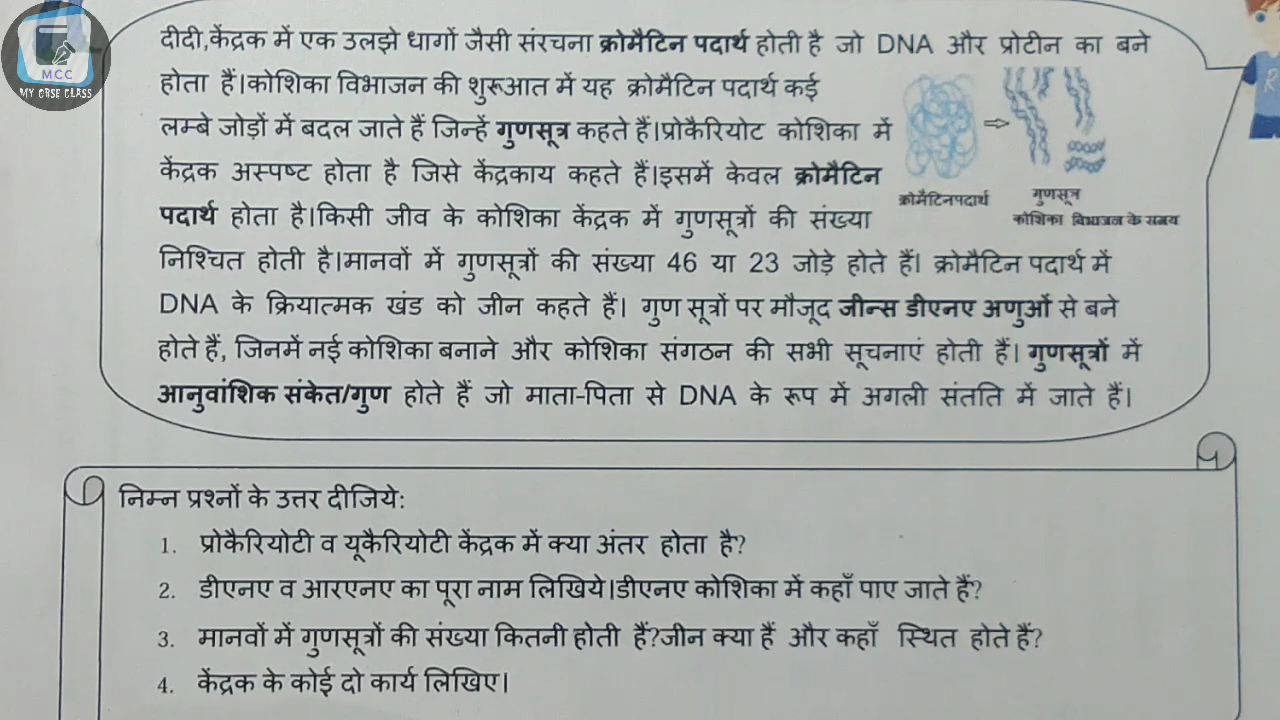 MCC
MY CBSE CLASS
दीदी,केंद्रक में एक उलझे धागों जैसी संरचना क्रोमैटिन पदार्थ होती है जो DNA और प्रोटीन का बने
होता हैं।कोशिका विभाजन की शुरूआत में यह क्रोमैटिन पदार्थ कई
लम्बे जोड़ों में बदल जाते हैं जिन्हें गुणसूत्र कहते हैं।प्रोकैरियोट कोशिका में
केंद्रक अस्पष्ट होता है जिसे केंद्रकाय कहते हैं।इसमें केवल क्रोमैटिन
पदार्थ होता है।किसी जीव के कोशिका केंद्रक में गुणसूत्रों की संख्या
क्रोमैटिनपदार्थ
गुणसूत्र
कोशिका विभाजन के समय
निश्चित होती है।मानवों में गुणसूत्रों की संख्या 46 या 23 जोड़े होते हैं। क्रोमैटिन पदार्थ में
DNA के क्रियात्मक खंड को जीन कहते हैं। गुण सूत्रों पर मौजूद जीन्स डीएनए अणुओं से बने
होते हैं, जिनमें नई कोशिका बनाने और कोशिका संगठन की सभी सूचनाएं होती हैं। गुणसूत्रों में
आनुवांशिक संकेत/गुण होते हैं जो माता-पिता से DNA के रूप में अगली संतति में जाते हैं।
निम्न प्रश्नों के उत्तर दीजिये:
1. प्रोकैरियोटी व यूकैरियोटी केंद्रक में क्या अंतर होता है?
2. डीएनए व आरएनए का पूरा नाम लिखिये।डीएनए कोशिका में कहाँ पाए जाते हैं?
3. मानवों में गुणसूत्रों की संख्या कितनी होती हैं?जीन क्या हैं और कहाँ स्थित होते हैं?
4. केंद्रक के कोई दो कार्य लिखिए।
R